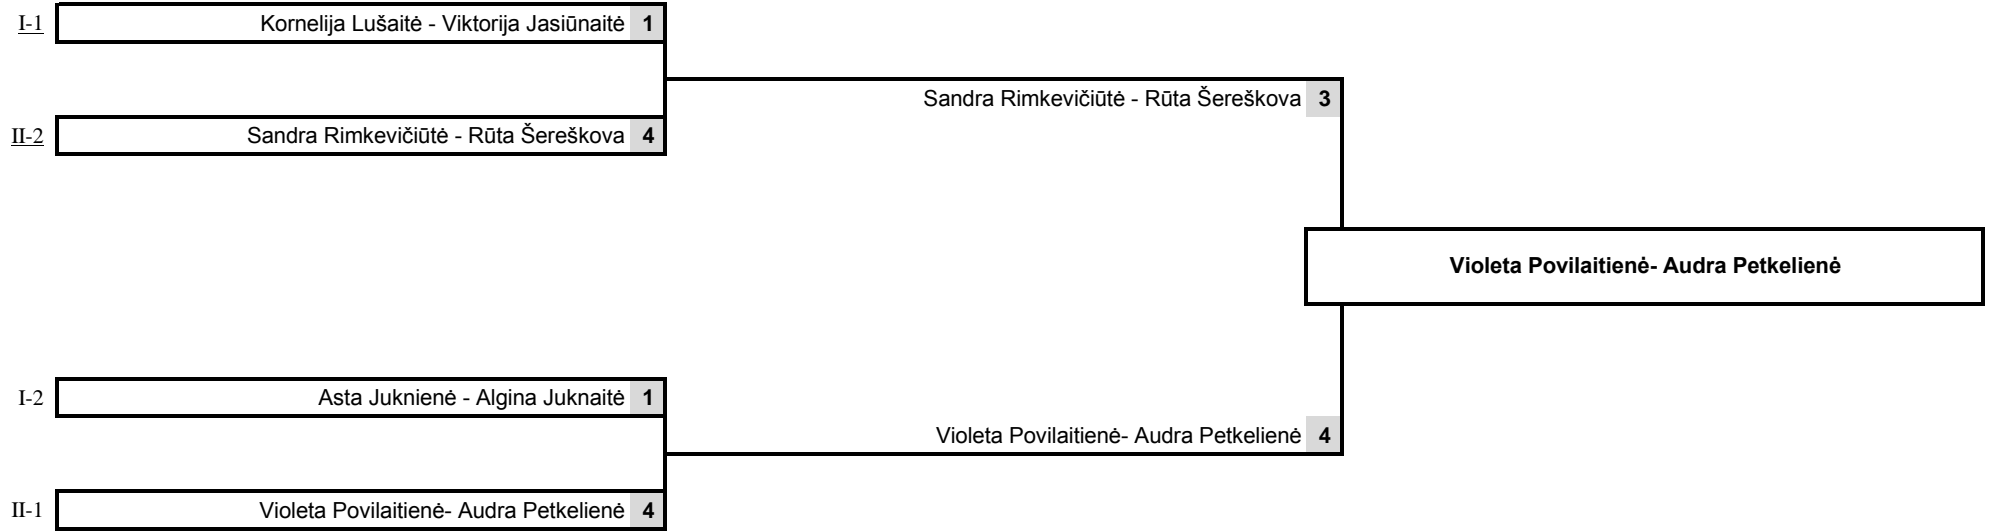 I-1 Kornelija Lušaitė - Viktorija Jasiūnaitė 1
Sandra Rimkevičiūtė - Rūta Šereškova 3
II-2 Sandra Rimkevičiūtė - Rūta Šereškova 4
Violeta Povilaitienė- Audra Petkelienė
I-2 Asta Juknienė - Algina Juknaitė 1
Violeta Povilaitienė- Audra Petkelienė 4
II-1 Violeta Povilaitienė- Audra Petkelienė 4